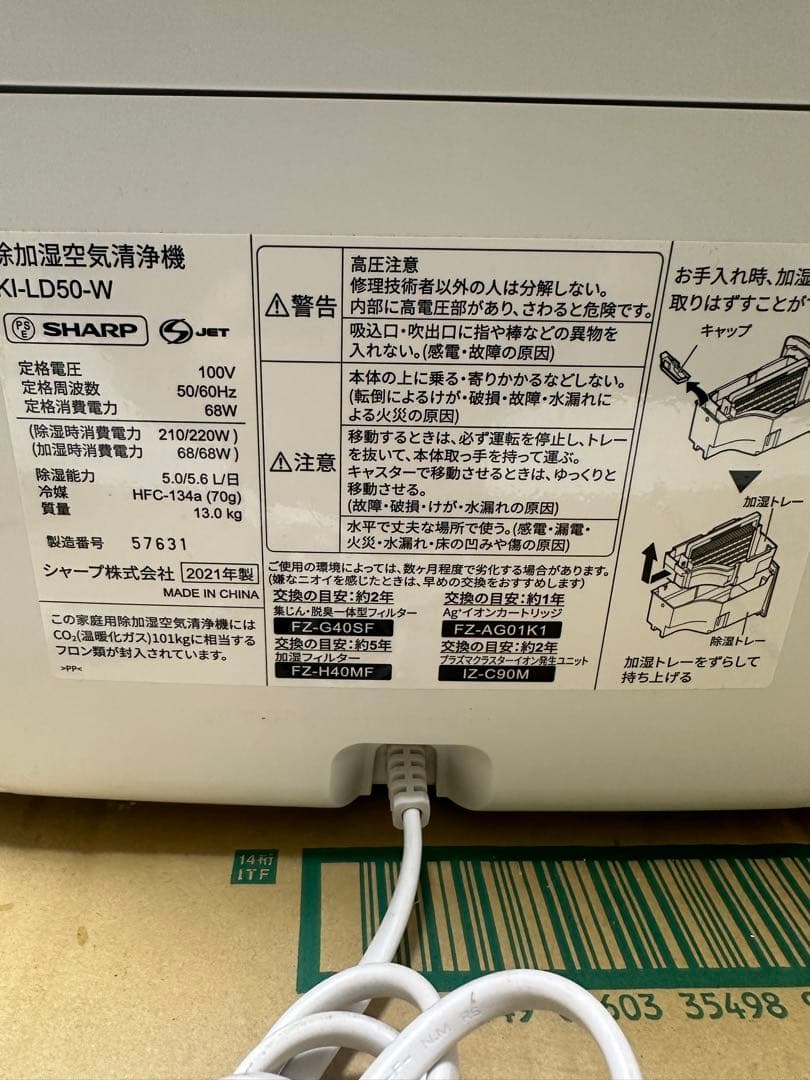 除加湿空気清浄機
KI-LD50-W
PSE SHARP S JET
定格電圧 100V
定格周波数 50/60Hz
定格消費電力 68W
(除湿時消費電力 210/220W)
(加湿時消費電力 68/68W)
除湿能力 5.0/5.6 L/日
冷媒 HFC-134a (70g)
質量 13.0 kg
製造番号 57631
シャープ株式会社 2021年製
MADE IN CHINA
この家庭用除加湿空気清浄機には
CO₂(温暖化ガス)101kgに相当する
フロン類が封入されています。
>PP<
⚠警告
高圧注意
修理技術者以外の人は分解しない。
内部に高電圧部があり、さわると危険です。
吸込口・吹出口に指や棒などの異物を
入れない。(感電・故障の原因)
⚠注意
本体の上に乗る・寄りかかるなどしない。
(転倒によるけが・破損・故障・水漏れに
よる火災の原因)
移動するときは、必ず運転を停止し、トレー
を抜いて、本体取っ手を持って運ぶ。
キャスターで移動させるときは、ゆっくりと
移動させる。
(故障・破損・けが・水漏れの原因)
水平で丈夫な場所で使う。(感電・漏電・
火災・水漏れ・床の凹みや傷の原因)
ご使用の環境によっては、数ヶ月程度で劣化する場合があります。
(嫌なニオイを感じたときは、早めの交換をおすすめします)
交換の目安:約2年
集じん・脱臭一体型フィルター
FZ-G40SF
交換の目安:約5年
加湿フィルター
FZ-H40MF
交換の目安:約1年
Ag⁺イオンカートリッジ
FZ-AG01K1
交換の目安:約2年
プラズマクラスターイオン発生ユニット
IZ-C90M
お手入れ時、加湿
取りはずすことが
キャップ
加湿トレー
除湿トレー
加湿トレーをずらして
持ち上げる
14桁
ITF
603 35498